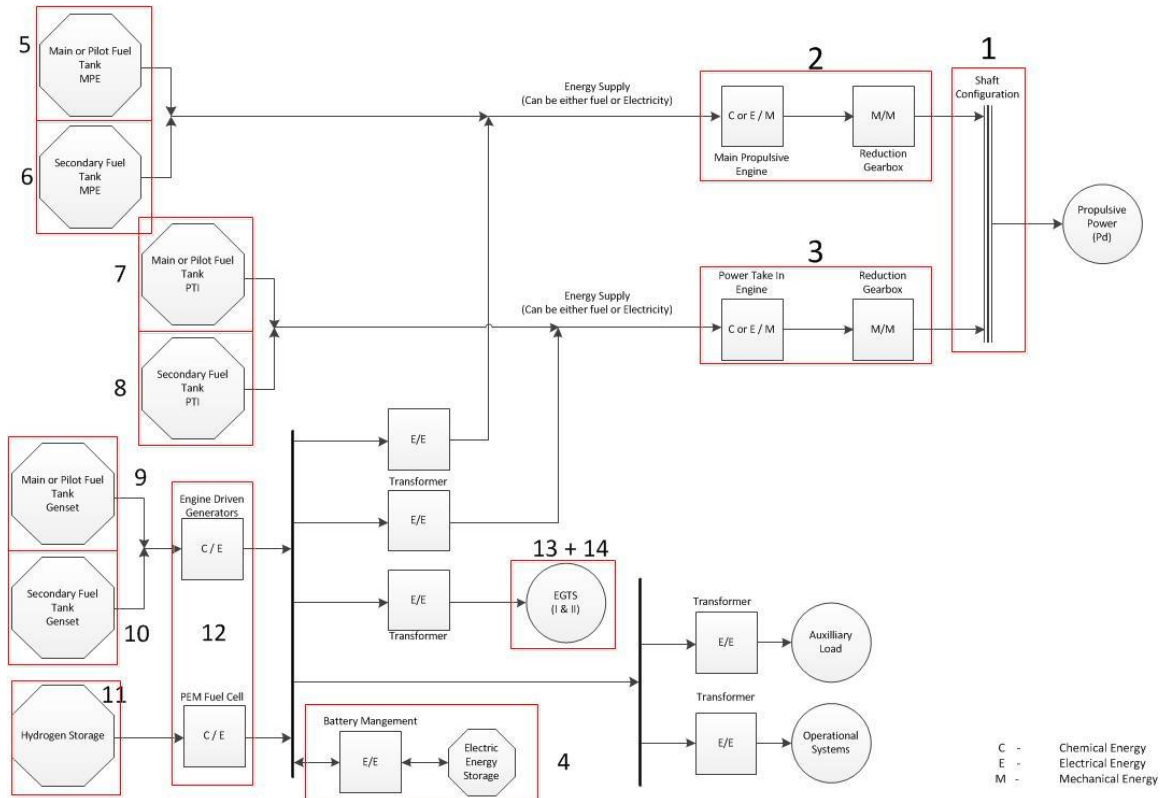 5
Main or Pilot Fuel
Tank
MPE
6
Secondary Fuel
Tank
MPE
Energy Supply
(Can be either fuel or Electricity)
2
C or E / M
Main Propulsive
Engine
M/M
Reduction
Gearbox
1
Shaft
Configuration
Propulsive
Power
(Pd)
7
Main or Pilot Fuel
Tank
PTI
8
Secondary Fuel
Tank
PTI
Energy Supply
(Can be either fuel or Electricity)
3
Power Take In
Engine
C or E / M
Reduction
Gearbox
M/M
9
Main or Pilot Fuel
Tank
Genset
10
Secondary Fuel
Tank
Genset
11
Hydrogen Storage
Engine Driven
Generators
C / E
12
PEM Fuel Cell
C / E
E/E
Transformer
E/E
E/E
Transformer
13 + 14
EGTS
(I & II)
Battery Mangement
E/E
Electric
Energy
Storage
4
Transformer
E/E
Auxilliary
Load
Transformer
E/E
Operational
Systems
C - Chemical Energy
E - Electrical Energy
M - Mechanical Energy